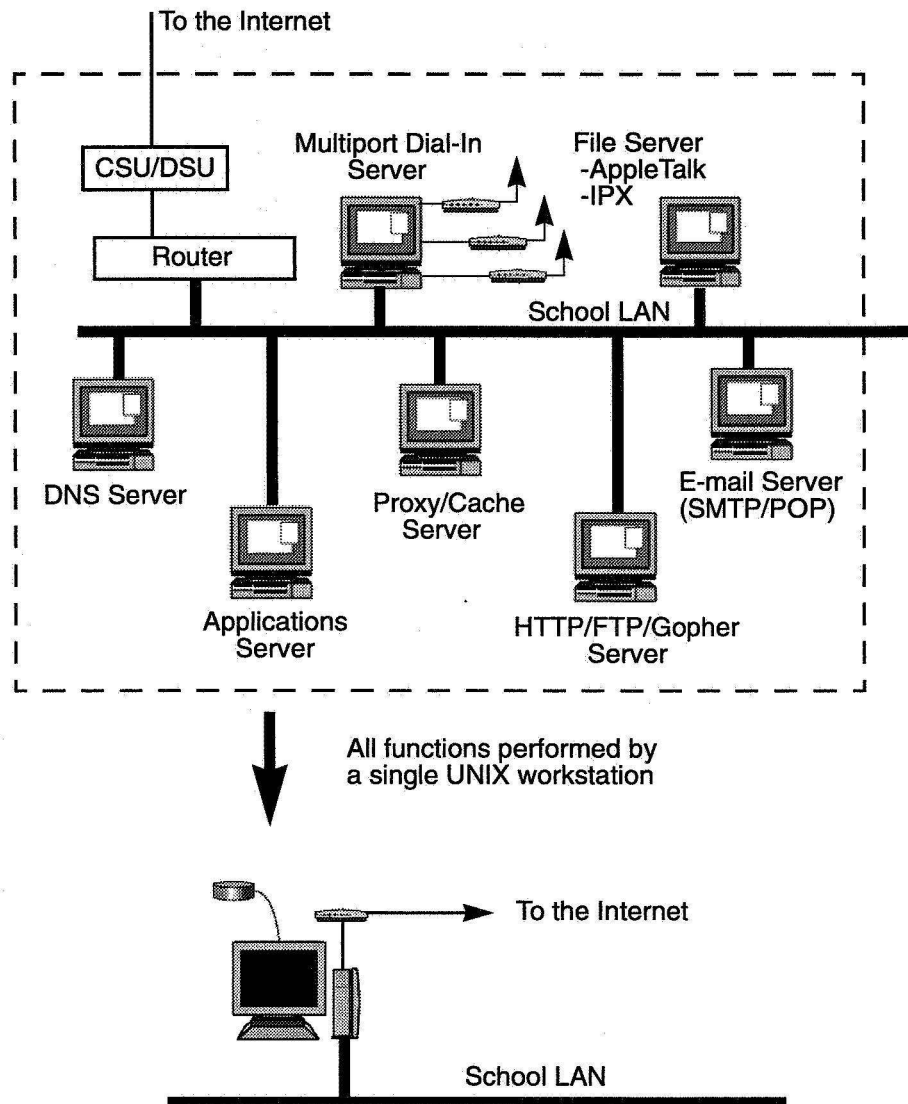 To the Internet
CSU/DSU
Router
Multiport Dial-In
Server
File Server
-AppleTalk
-IPX
School LAN
DNS Server
Applications
Server
Proxy/Cache
Server
HTTP/FTP/Gopher
Server
E-mail Server
(SMTP/POP)
All functions performed by
a single UNIX workstation
To the Internet
School LAN